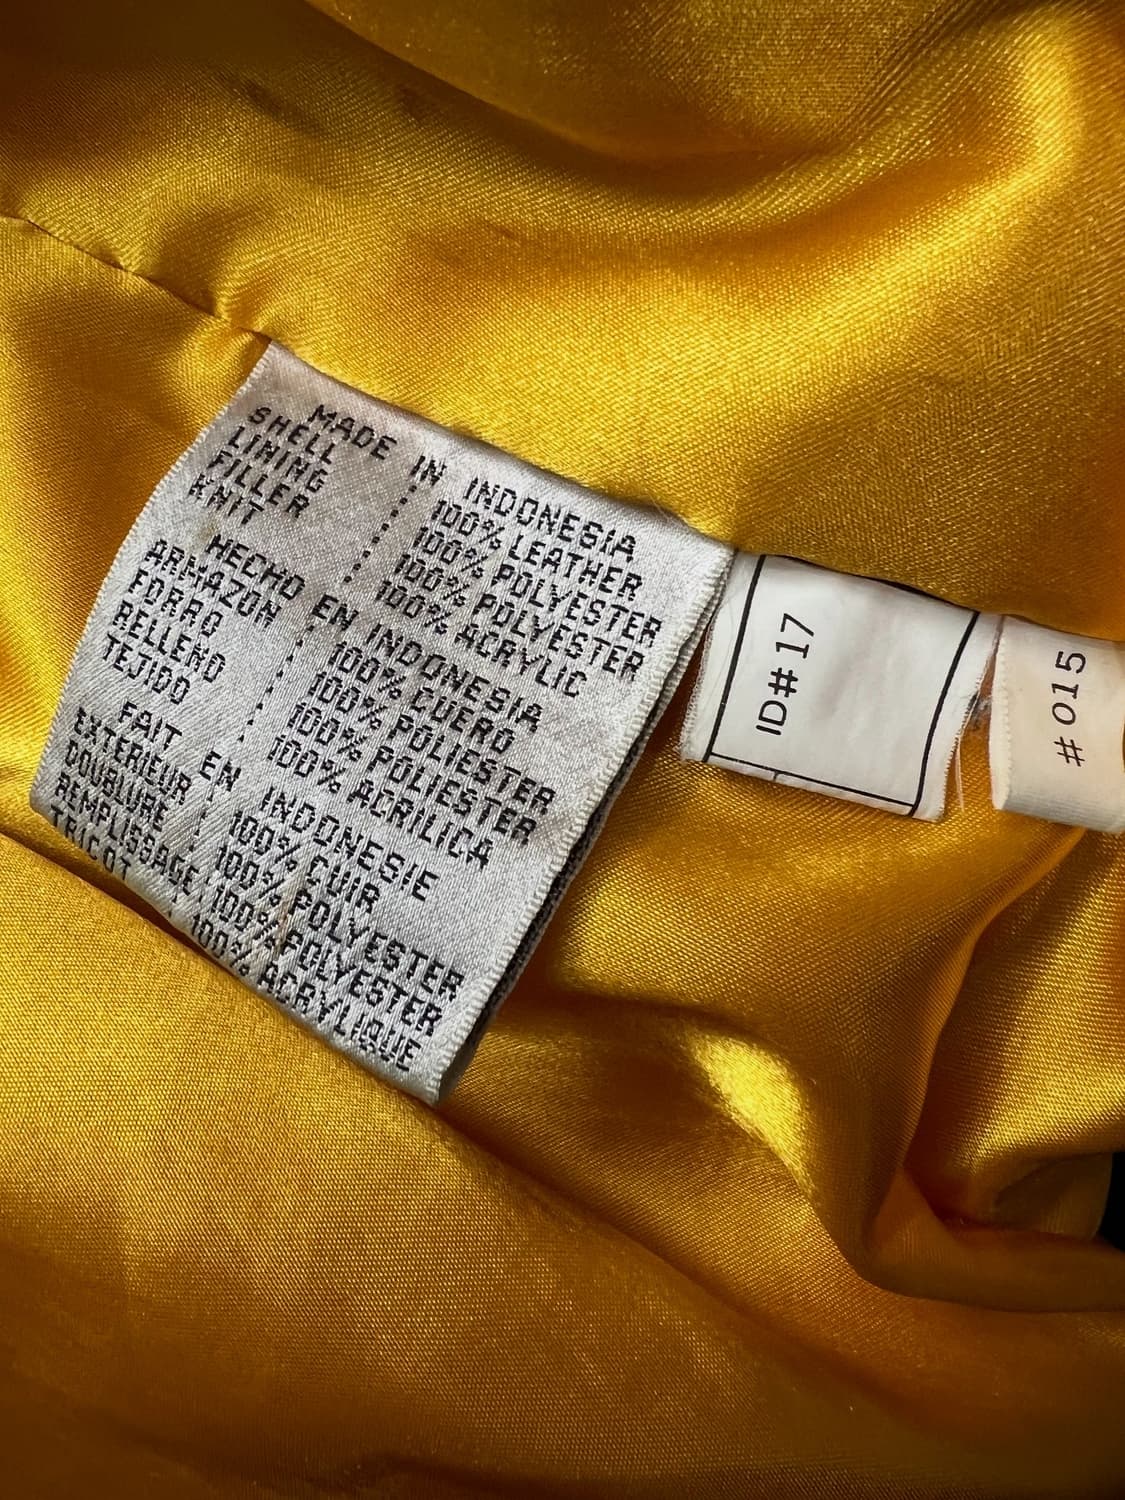 MADE IN INDONESIA
SHELL : 100% LEATHER
LINING : 100% POLYESTER
FILLER : 100% POLYESTER
KNIT : 100% ACRYLIC
HECHO EN INDONESIA
ARMAZON : 100% CUERO
FORRO : 100% POLIESTER
RELLENO : 100% POLIESTER
TEJIDO : 100% ACRILICA
FAIT EN INDONESIE
EXTERIEUR : 100% CUIR
DOUBLURE : 100% POLYESTER
REMPLISSAGE : 100% POLYESTER
TRICOT : 100% ACRYLIQUE
ID# 17
# 015